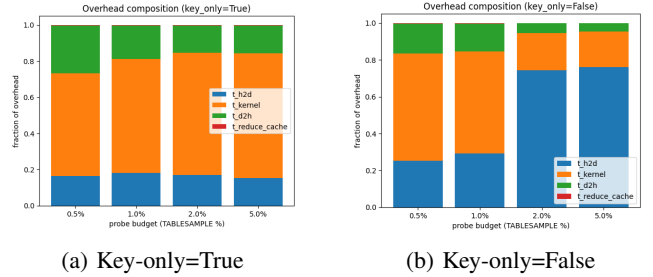 Overhead composition (key_only=True)
fraction of overhead
1.0
0.8
0.6
0.4
0.2
0.0
t_h2d
t_kernel
t_d2h
t_reduce_cache
0.5% 1.0% 2.0% 5.0%
probe budget (TABLESAMPLE %)
(a) Key-only=True
Overhead composition (key_only=False)
fraction of overhead
1.0
0.8
0.6
0.4
0.2
0.0
t_h2d
t_kernel
t_d2h
t_reduce_cache
0.5% 1.0% 2.0% 5.0%
probe budget (TABLESAMPLE %)
(b) Key-only=False